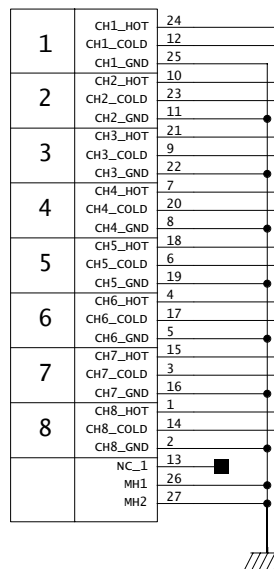 CH1_HOT 24
1 CH1_COLD 12
CH1_GND 25
CH2_HOT 10
2 CH2_COLD 23
CH2_GND 11
CH3_HOT 21
3 CH3_COLD 9
CH3_GND 22
CH4_HOT 7
4 CH4_COLD 20
CH4_GND 8
CH5_HOT 18
5 CH5_COLD 6
CH5_GND 19
CH6_HOT 4
6 CH6_COLD 17
CH6_GND 5
CH7_HOT 15
7 CH7_COLD 3
CH7_GND 16
CH8_HOT 1
8 CH8_COLD 14
CH8_GND 2
NC_1 13
MH1 26
MH2 27